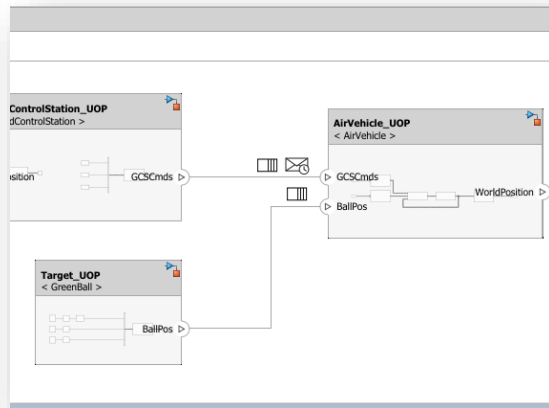 ControlStation_UOP
dControlStation >
osition
GCSCmds
Target_UOP
< GreenBall >
BallPos
AirVehicle_UOP
< AirVehicle >
GCSCmds
BallPos
WorldPosition